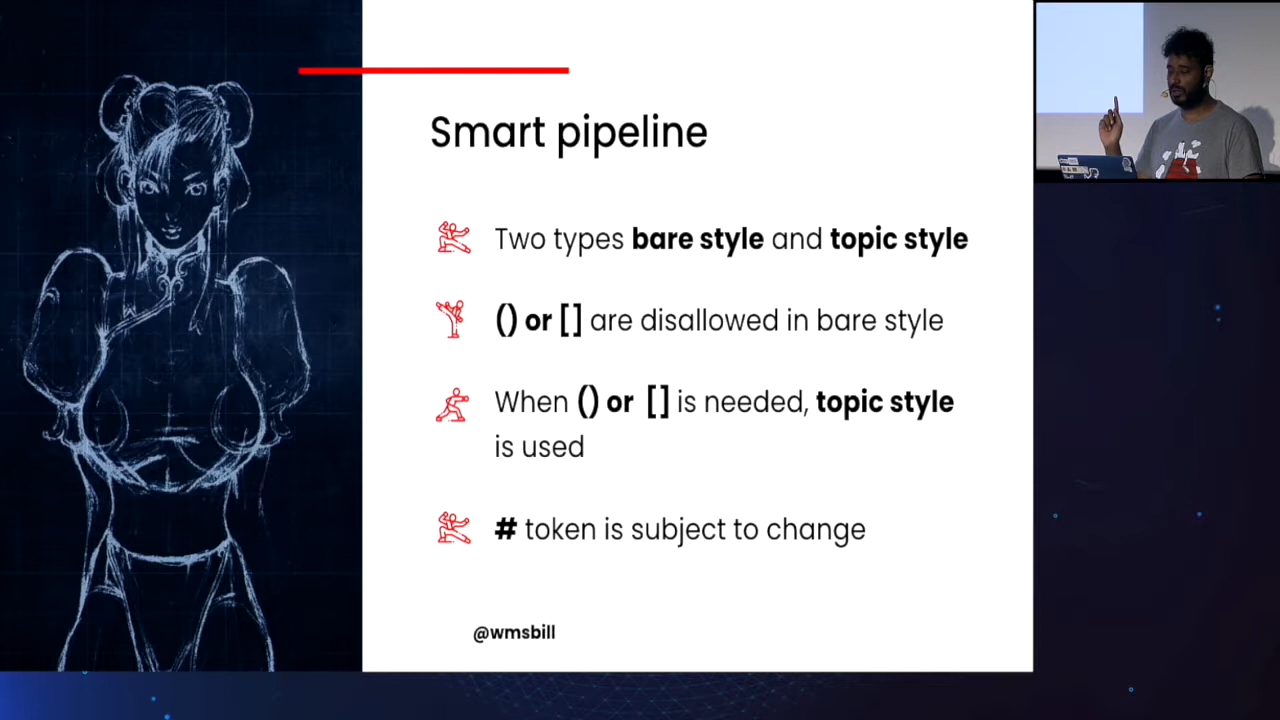 Smart pipeline
Two types bare style and topic style
() or [] are disallowed in bare style
When () or [] is needed, topic style
is used
# token is subject to change
@wmsbill